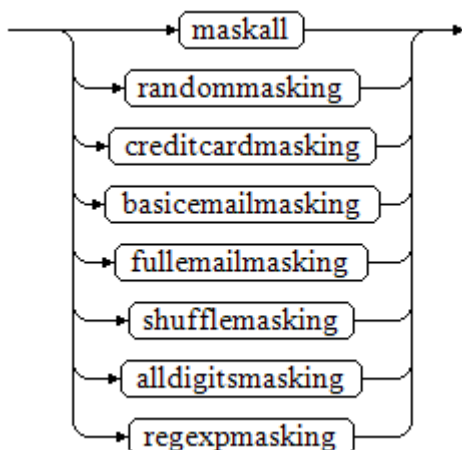 maskall
randommasking
creditcardmasking
basicemailmasking
fullemailmasking
shufflemasking
alldigitsmasking
regexpmasking